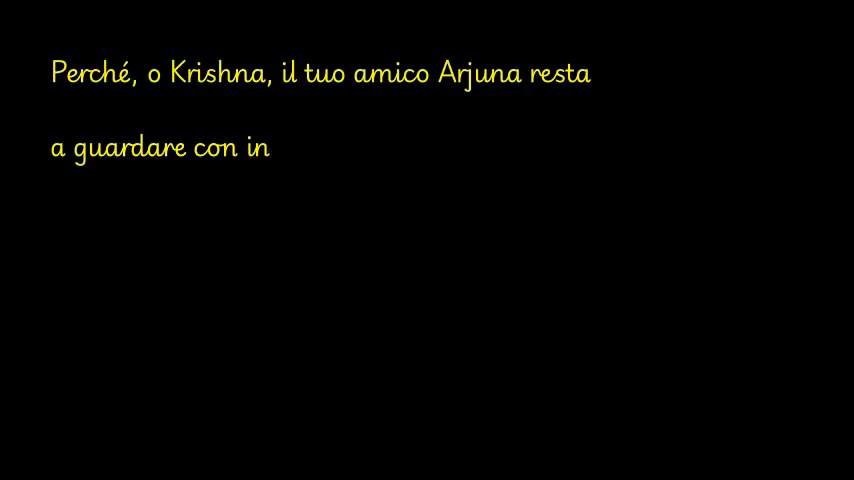 Perché, o Krishna, il tuo amico Arjuna resta
a guardare con in